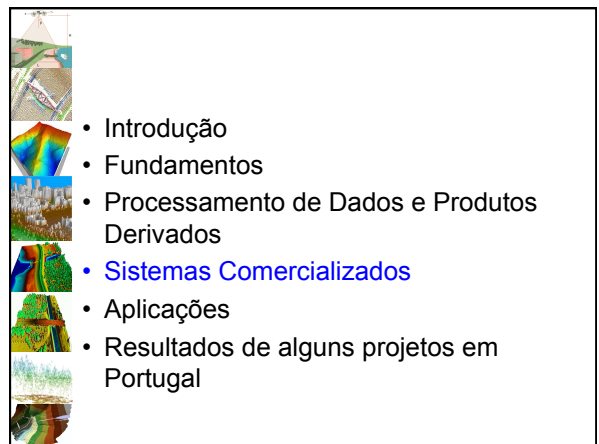 • Introdução
• Fundamentos
• Processamento de Dados e Produtos
Derivados
• Sistemas Comercializados
• Aplicações
• Resultados de alguns projetos em
Portugal